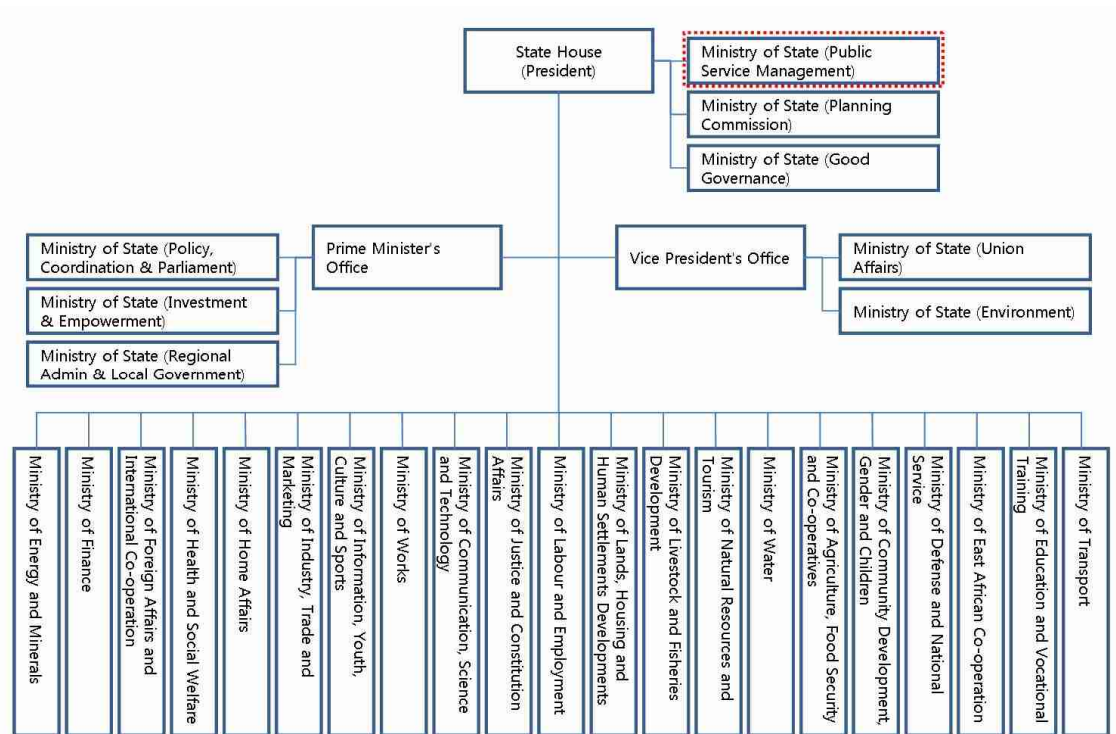 State House
(President)
Ministry of State (Public
Service Management)
Ministry of State (Planning
Commission)
Ministry of State (Good
Governance)
Ministry of State (Policy,
Coordination & Parliament)
Ministry of State (Investment
& Empowerment)
Ministry of State (Regional
Admin & Local Government)
Prime Minister's
Office
Vice President's Office
Ministry of State (Union
Affairs)
Ministry of State (Environment)
Ministry of Energy and Minerals
Ministry of Finance
Ministry of Foreign Affairs and
International Co-operation
Ministry of Health and Social Welfare
Ministry of Home Affairs
Ministry of Industry, Trade and
Marketing
Ministry of Information, Youth,
Culture and Sports
Ministry of Works
Ministry of Communication, Science
and Technology
Ministry of Justice and Constitution
Affairs
Ministry of Labour and Employment
Ministry of Lands, Housing and
Human Settlements Developments
Ministry of Livestock and Fisheries
Development
Ministry of Natural Resources and
Tourism
Ministry of Water
Ministry of Agriculture, Food Security
and Co-operatives
Ministry of Community Development,
Gender and Children
Ministry of Defense and National
Service
Ministry of East African Co-operation
Ministry of Education and Vocational
Training
Ministry of Transport